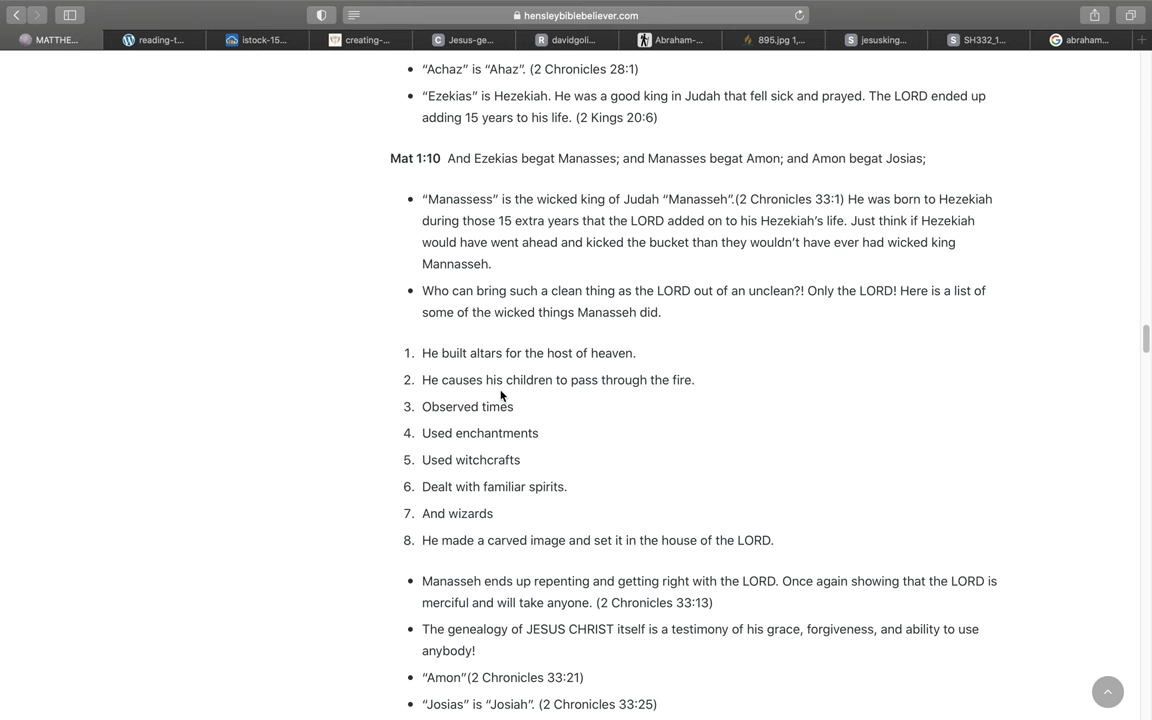 hensleybiblebeliever.com
MATTHE...
reading-t...
istock-15...
creating-...
C Jesus-ge...
R davidgoli...
Abraham-...
895.jpg 1,...
S jesusking...
S SH332_1...
G abraham...
• “Achaz” is “Ahaz”. (2 Chronicles 28:1)
• “Ezekias” is Hezekiah. He was a good king in Judah that fell sick and prayed. The LORD ended up
adding 15 years to his life. (2 Kings 20:6)
Mat 1:10 And Ezekias begat Manasses; and Manasses begat Amon; and Amon begat Josias;
• “Manassess” is the wicked king of Judah “Manasseh”.(2 Chronicles 33:1) He was born to Hezekiah
during those 15 extra years that the LORD added on to his Hezekiah’s life. Just think if Hezekiah
would have went ahead and kicked the bucket than they wouldn’t have ever had wicked king
Mannasseh.
• Who can bring such a clean thing as the LORD out of an unclean?! Only the LORD! Here is a list of
some of the wicked things Manasseh did.
1. He built altars for the host of heaven.
2. He causes his children to pass through the fire.
3. Observed times
4. Used enchantments
5. Used witchcrafts
6. Dealt with familiar spirits.
7. And wizards
8. He made a carved image and set it in the house of the LORD.
• Manasseh ends up repenting and getting right with the LORD. Once again showing that the LORD is
merciful and will take anyone. (2 Chronicles 33:13)
• The genealogy of JESUS CHRIST itself is a testimony of his grace, forgiveness, and ability to use
anybody!
• “Amon”(2 Chronicles 33:21)
• “Josias” is “Josiah”. (2 Chronicles 33:25)